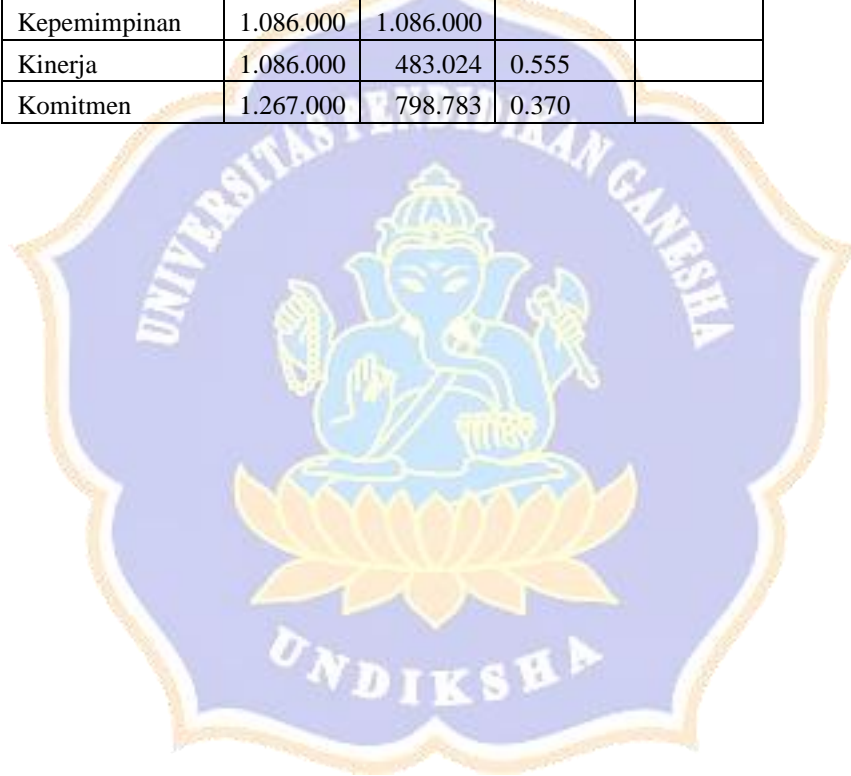 Kepemimpinan 1.086.000 1.086.000
Kinerja 1.086.000 483.024 0.555
Komitmen 1.267.000 798.783 0.370
UNIVERSITAS PENDIDIKAN GANESHA
UNDIKSHA